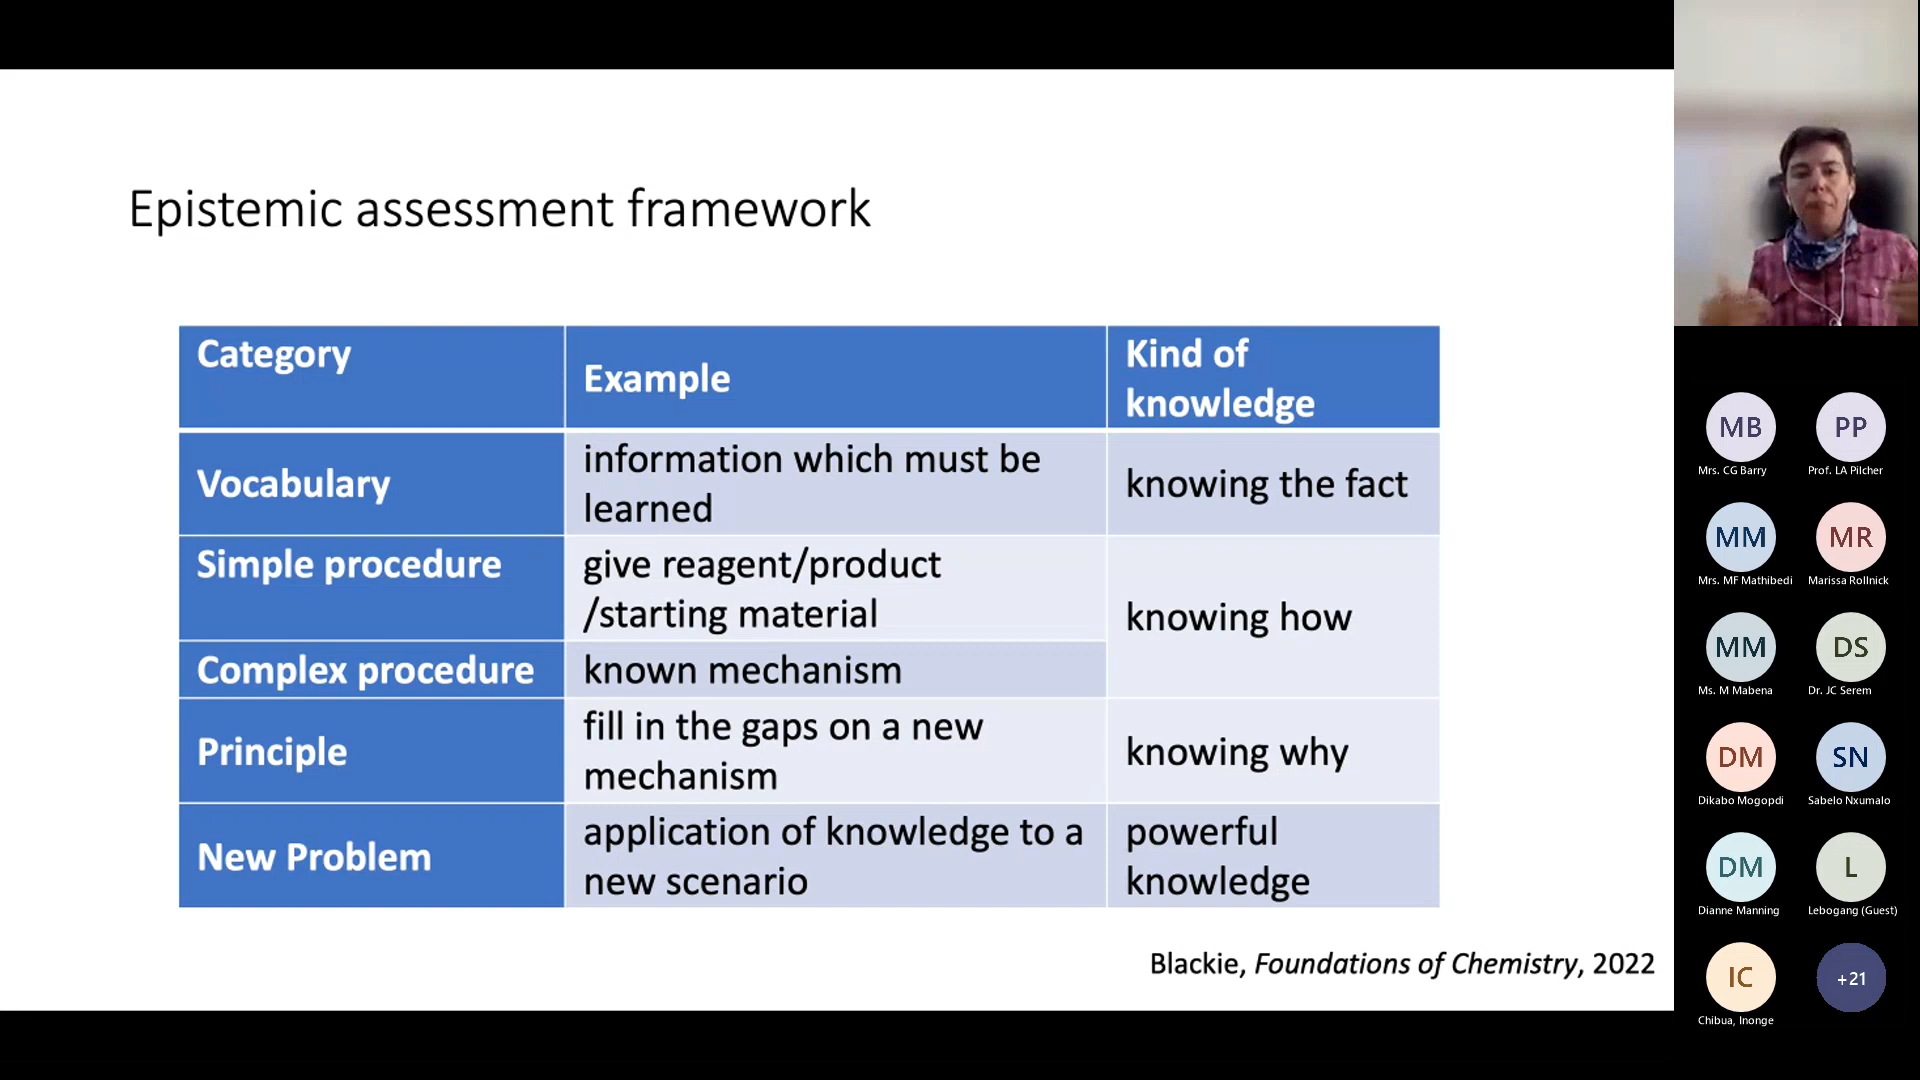 Epistemic assessment framework
Category
Example
Kind of
knowledge
Vocabulary
information which must be
learned
knowing the fact
Simple procedure
give reagent/product
/starting material
knowing how
Complex procedure
known mechanism
Principle
fill in the gaps on a new
mechanism
knowing why
New Problem
application of knowledge to a
new scenario
powerful
knowledge
Blackie, Foundations of Chemistry, 2022
MB
Mrs. CG Barry
PP
Prof. LA Pilcher
MM
Mrs. MF Mathibedi
MR
Marissa Rollnick
MM
Ms. M Mabena
DS
Dr. JC Serem
DM
Dikabo Mogopdi
SN
Sabelo Nxumalo
DM
Dianne Manning
L
Lebogang (Guest)
IC
Chibua, Inonge
+21